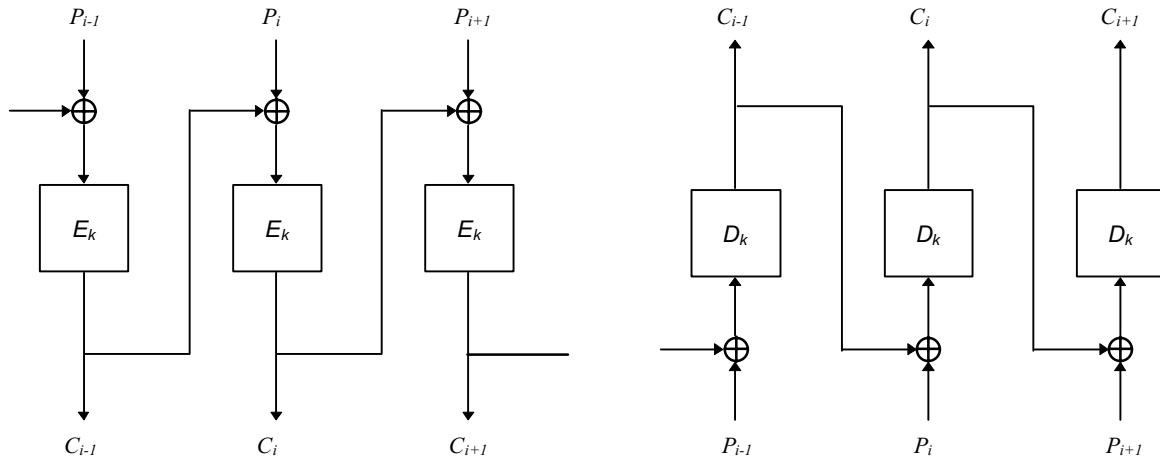 P_{i-1} P_i P_{i+1} C_{i-1} C_i C_{i+1}
E_k E_k E_k D_k D_k D_k
C_{i-1} C_i C_{i+1} P_{i-1} P_i P_{i+1}